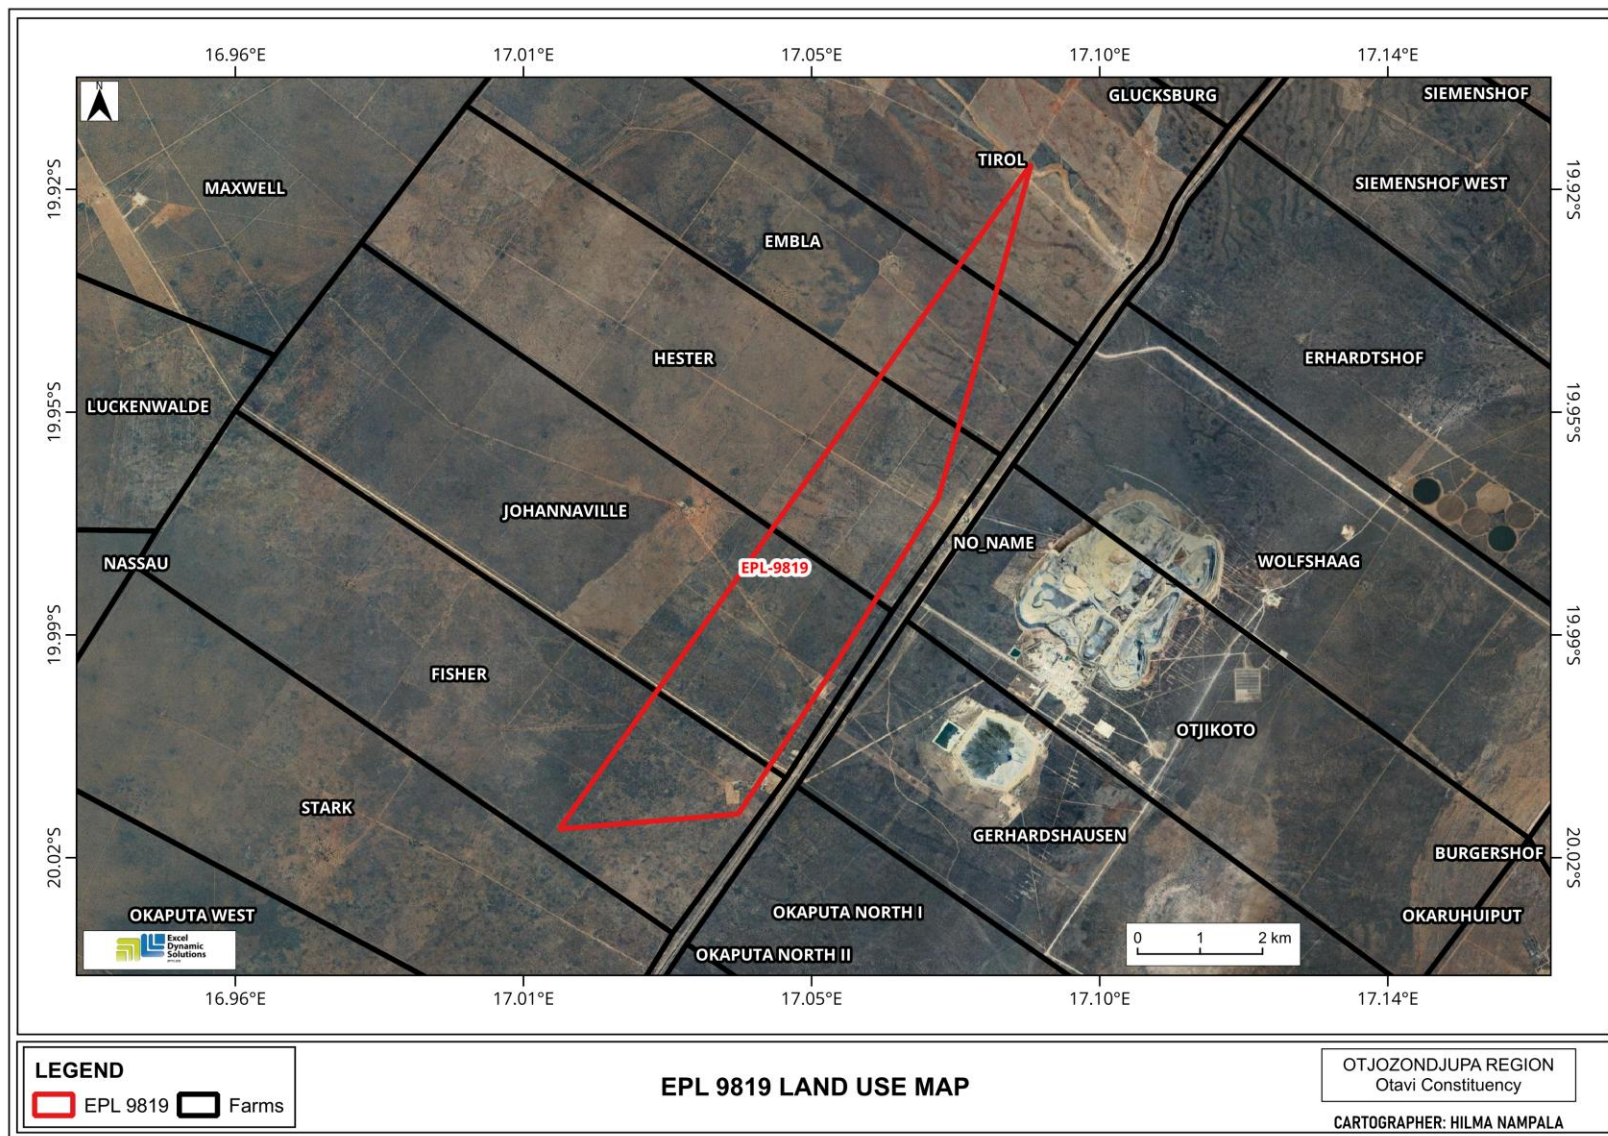 16.96°E 17.01°E 17.05°E 17.10°E 17.14°E
N
GLUCKSBURG
SIEMENSHOF
TIROL
MAXWELL
SIEMENSHOF WEST
19.92°S
19.92°S
EMBLA
HESTER
ERHARDTSHOF
LUCKENWALDE
19.95°S
19.95°S
JOHANNAVILLE
NO_NAME
NASSAU
EPL-9819
WOLFSHAAG
19.99°S
19.99°S
FISHER
OTJIKOTO
STARK
GERHARDSHAUSEN
BURGERSHOF
20.02°S
20.02°S
OKAPUTA WEST
OKAPUTA NORTH I
OKARUHUIPUT
OKAPUTA NORTH II
Excel
Dynamic
Solutions
0 1 2 km
16.96°E 17.01°E 17.05°E 17.10°E 17.14°E
LEGEND
EPL 9819 Farms
EPL 9819 LAND USE MAP
OTJOZONDJUPA REGION
Otavi Constituency
CARTOGRAPHER: HILMA NAMPALA